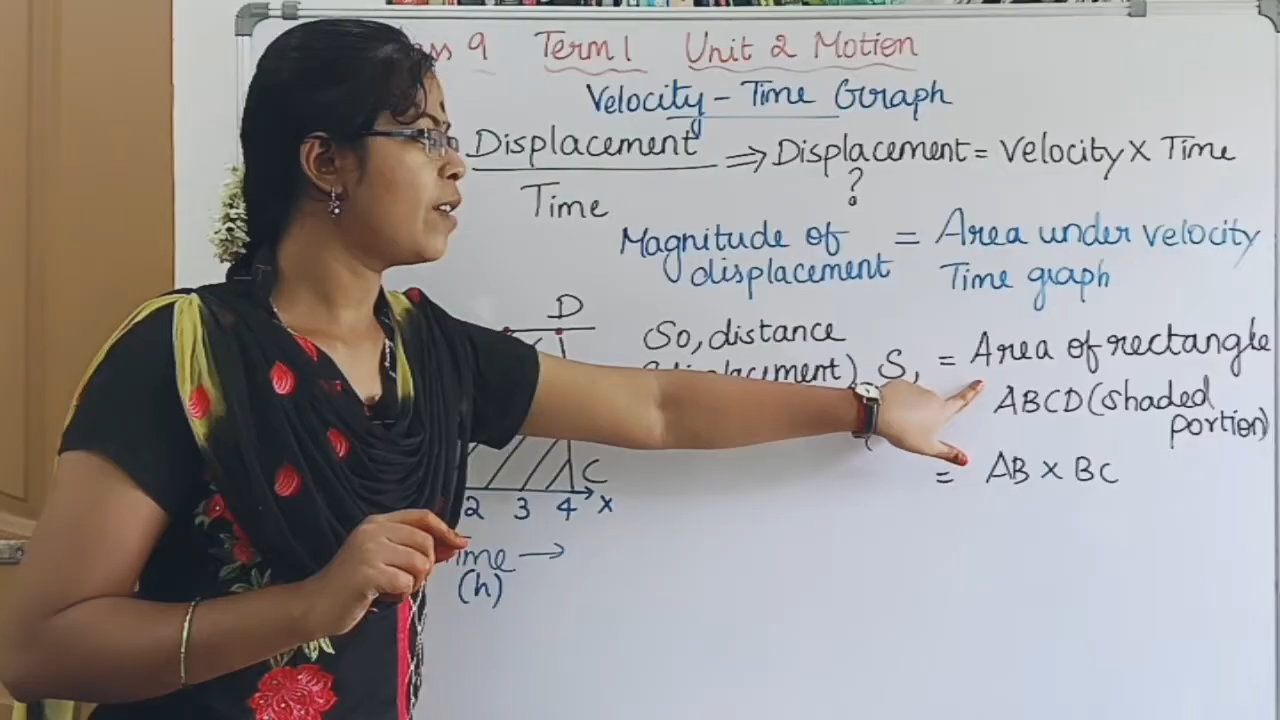 9 Term 1 Unit 2 Motion
Velocity - Time Graph
Displacement ⇒ Displacement = Velocity × Time
Time ?
Magnitude of = Area under velocity
displacement Time graph
D
So, distance
S, = Area of rectangle
ABCD (shaded
portion)
C = AB × BC
2 3 4 X
→
(h)